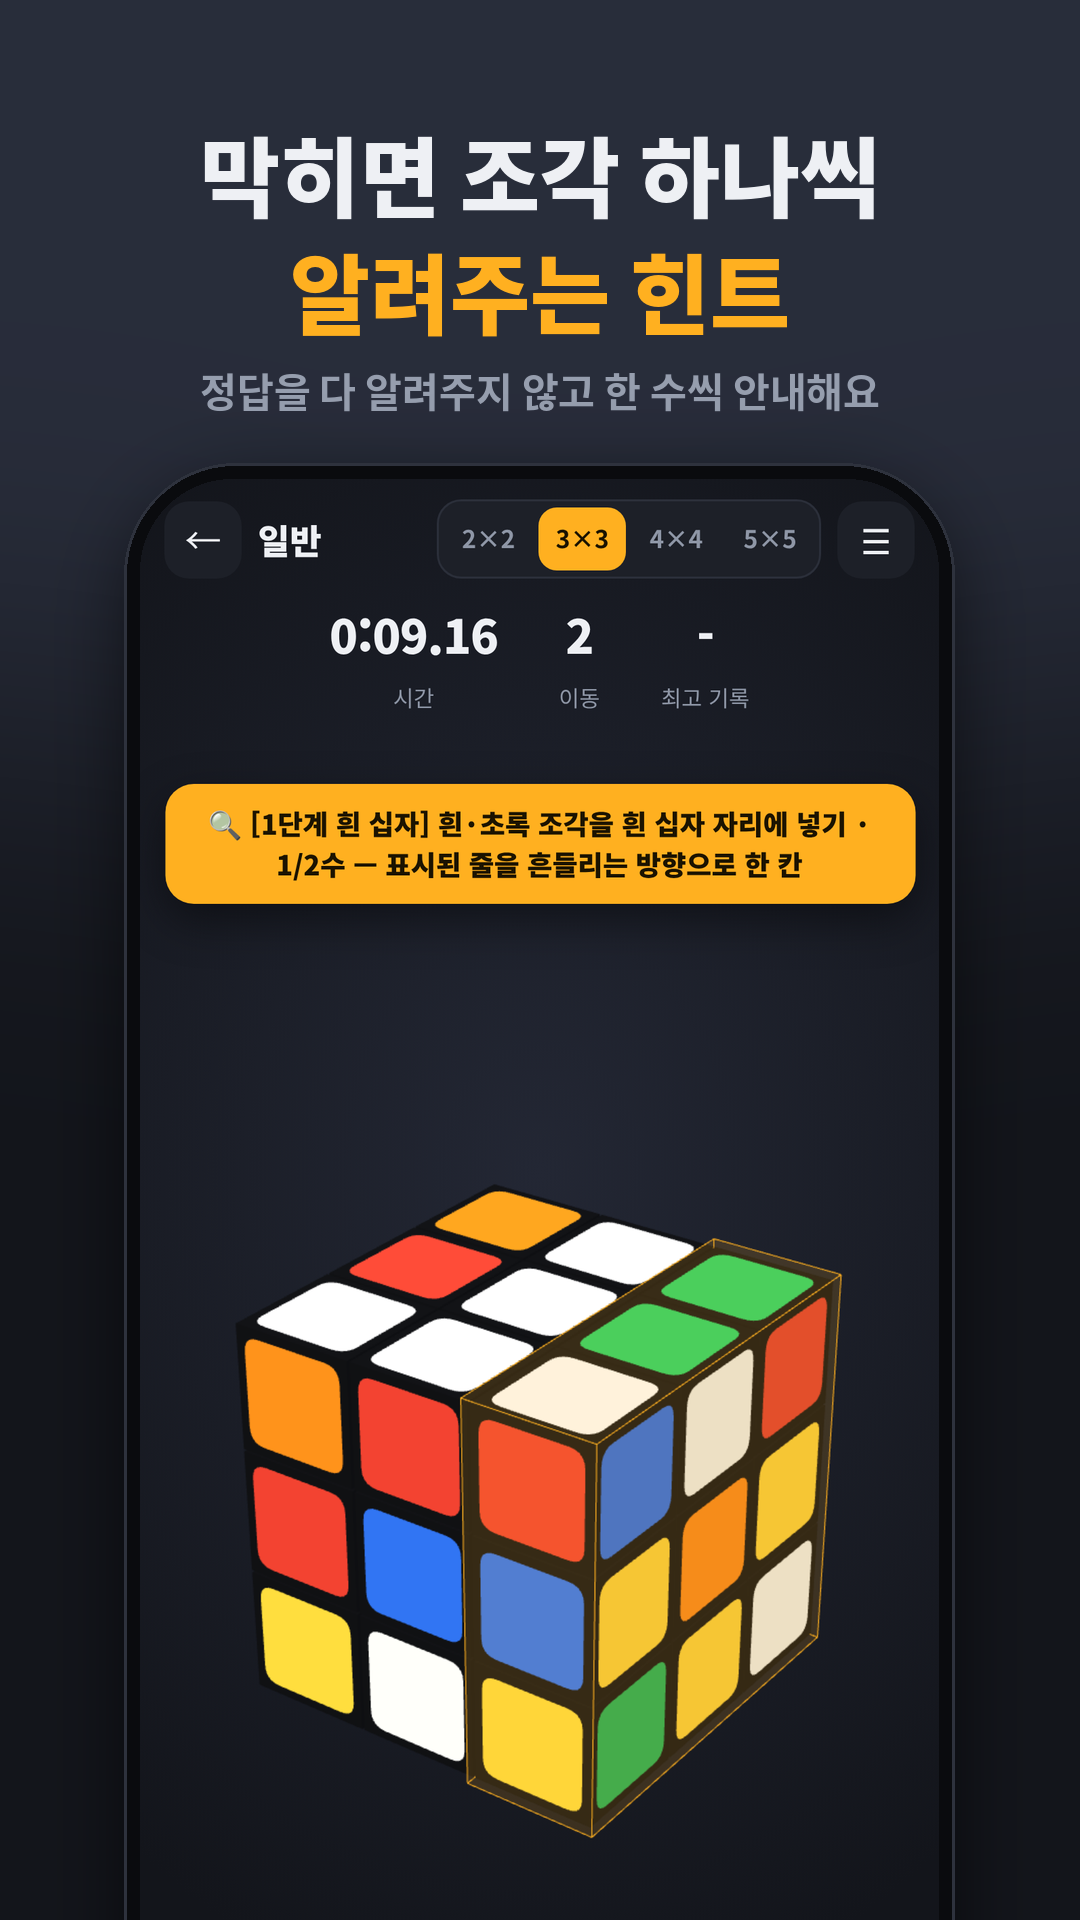 막히면 조각 하나씩
알려주는 힌트
정답을 다 알려주지 않고 한 수씩 안내해요
← 일반 2×2 3×3 4×4 5×5 ☰
0:09.16 2 -
시간 이동 최고 기록
🔍 [1단계 흰 십자] 흰·초록 조각을 흰 십자 자리에 넣기 ·
1/2수 — 표시된 줄을 흔들리는 방향으로 한 칸